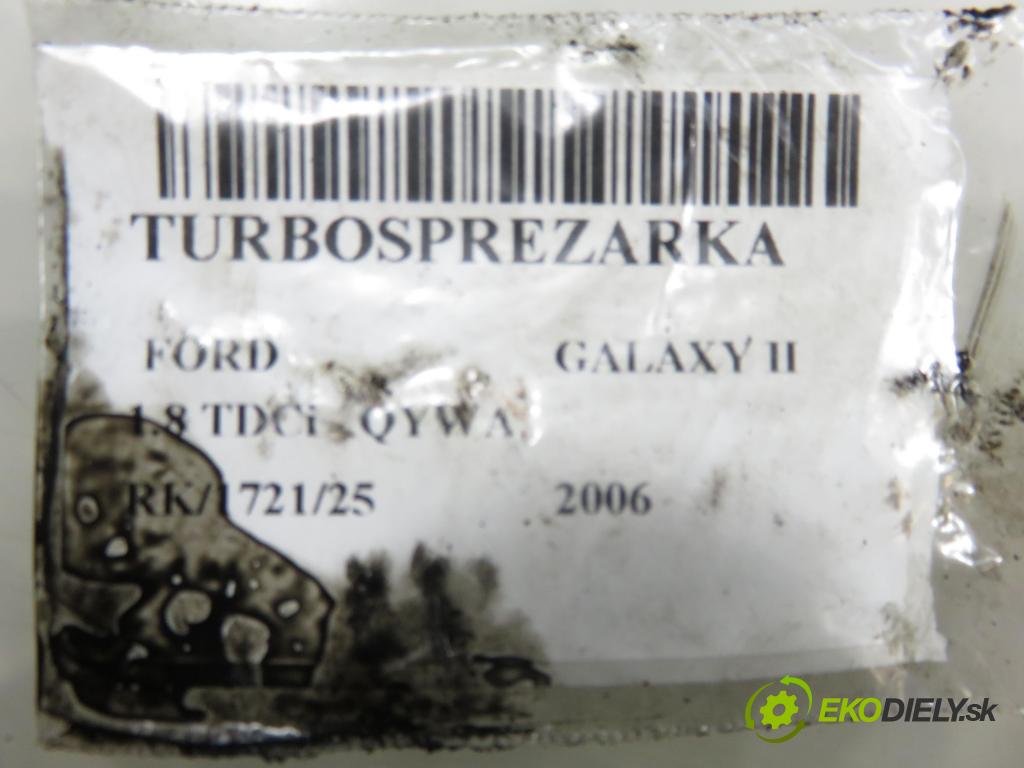 TURBOSPREZARKA
FORD GALAXY II
1.8 TDCi QYWA
RK/1721/25 2006
EKODIELY.sk